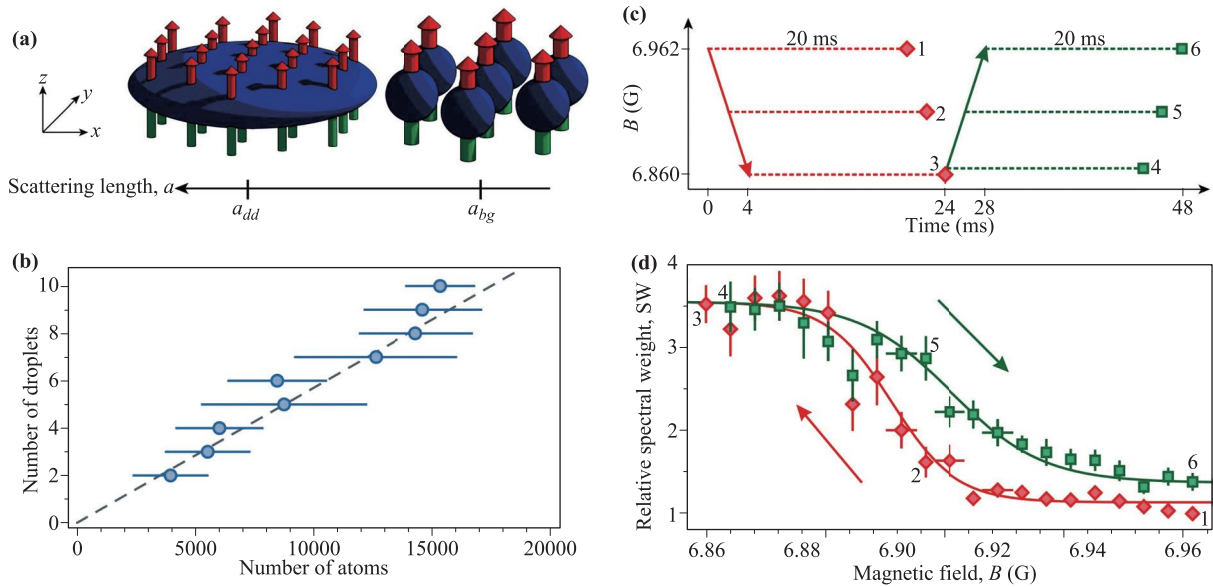 (a)
z
y
x
Scattering length, a
a_dd
a_bg
(b)
Number of droplets
10
8
6
4
2
0
0
5000
10000
15000
20000
Number of atoms
(c)
B (G)
6.962
6.860
20 ms
1
2
3
20 ms
6
5
4
0
4
24
28
48
Time (ms)
(d)
Relative spectral weight, SW
4
3
2
1
4
3
5
2
6
1
6.86
6.88
6.90
6.92
6.94
6.96
Magnetic field, B (G)